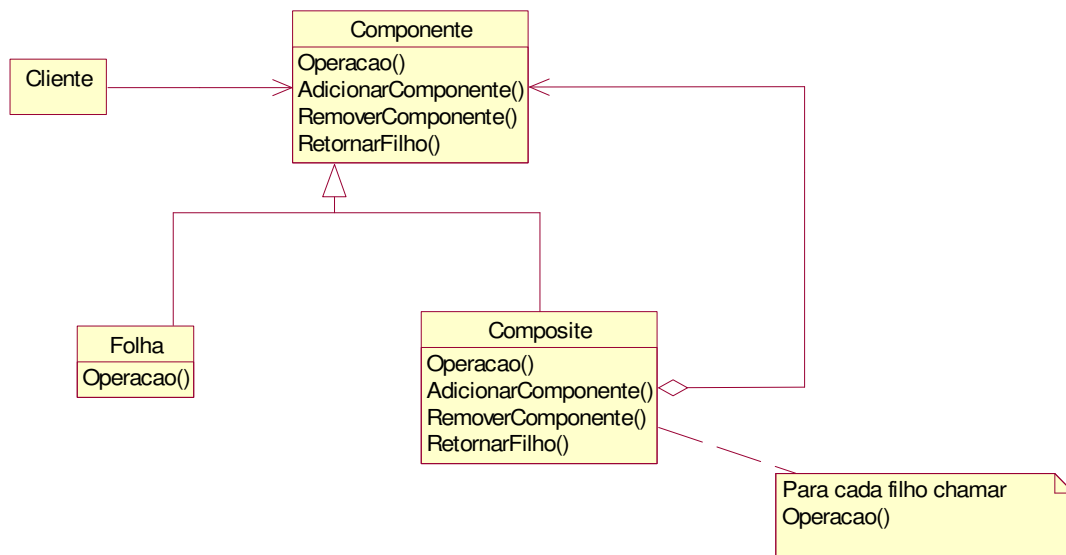 Componente
Operacao()
AdicionarComponente()
RemoverComponente()
RetornarFilho()
Cliente
Folha
Operacao()
Composite
Operacao()
AdicionarComponente()
RemoverComponente()
RetornarFilho()
Para cada filho chamar
Operacao()